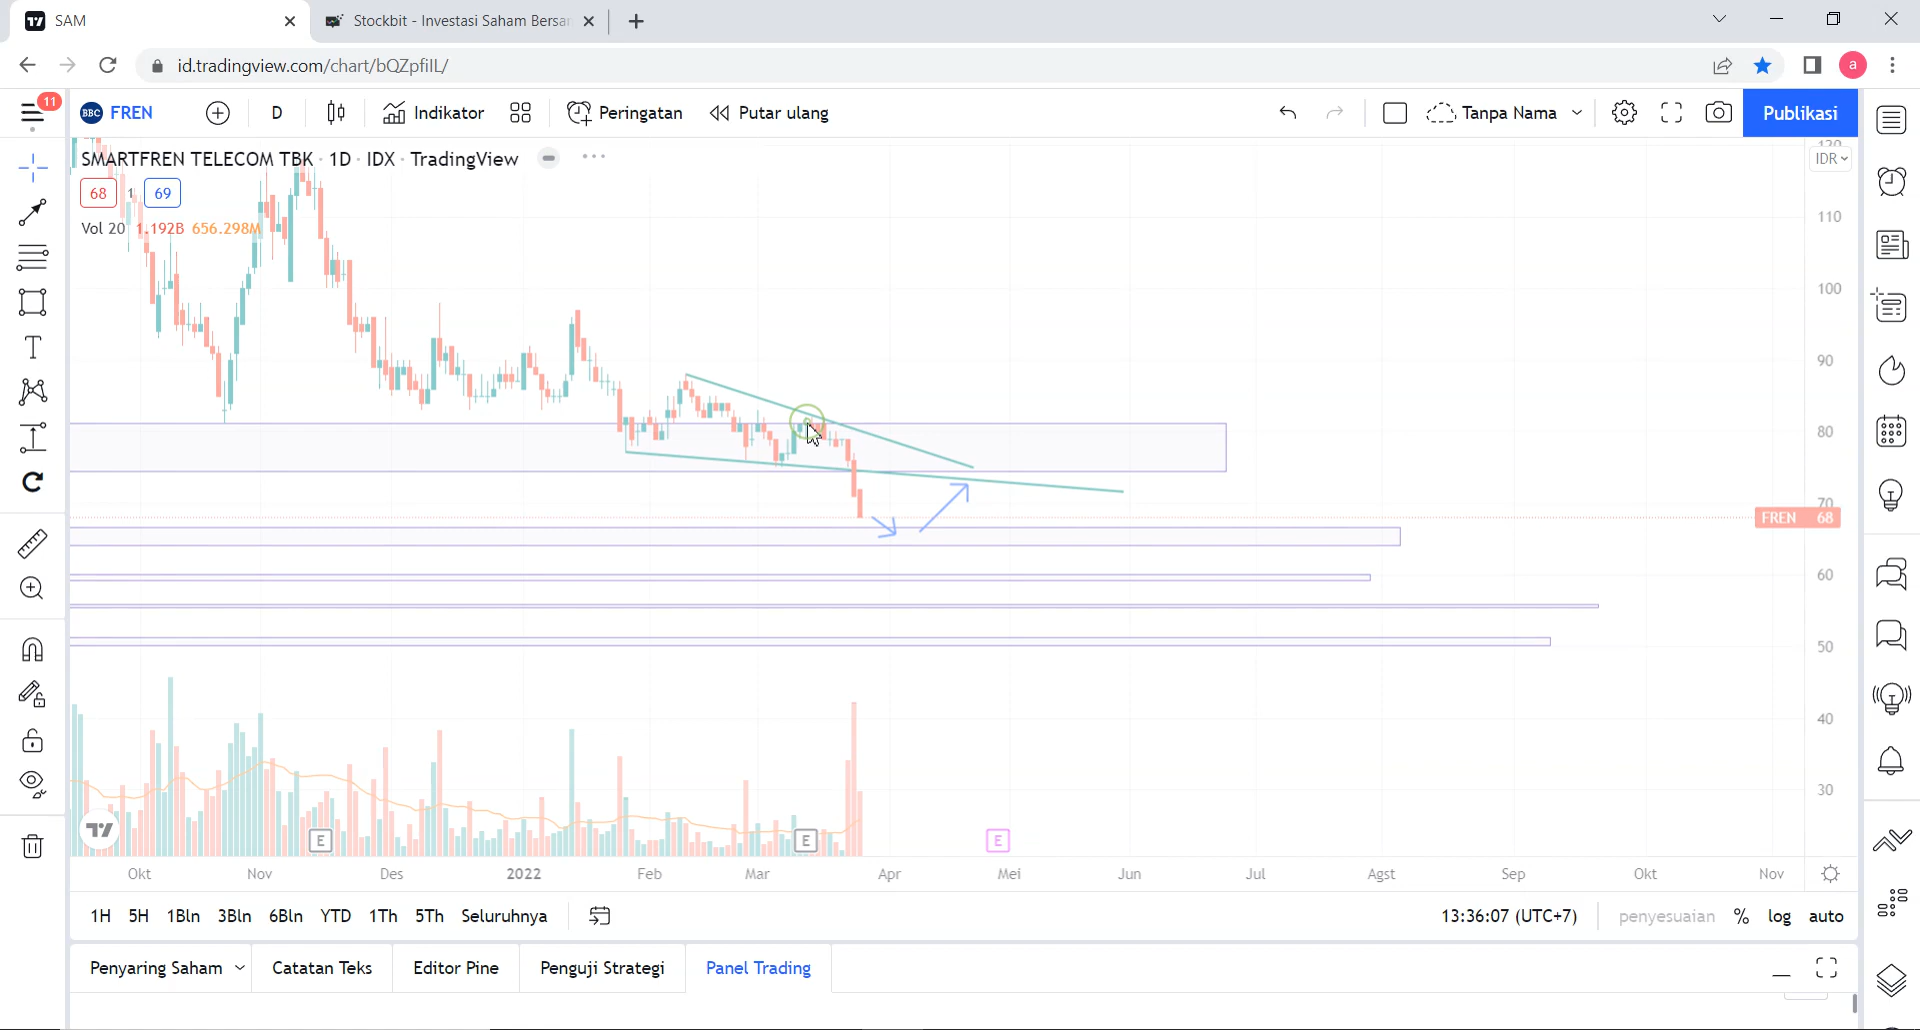 SAM
Stockbit - Investasi Saham Bersan
id.tradingview.com/chart/bQZpfiIL/
11
BBC FREN
D
Indikator
Peringatan
Putar ulang
Tanpa Nama
Publikasi
SMARTFREN TELECOM TBK · 1D · IDX · TradingView
IDR
68 1 69
Vol 20 1.192B 656.298M
120
110
100
90
80
70
FREN 68
60
50
40
30
E
E
E
Okt Nov Des 2022 Feb Mar Apr Mei Jun Jul Agst Sep Okt Nov
1H 5H 1Bln 3Bln 6Bln YTD 1Th 5Th Seluruhnya
13:36:07 (UTC+7) penyesuaian % log auto
Penyaring Saham Catatan Teks Editor Pine Penguji Strategi Panel Trading
a